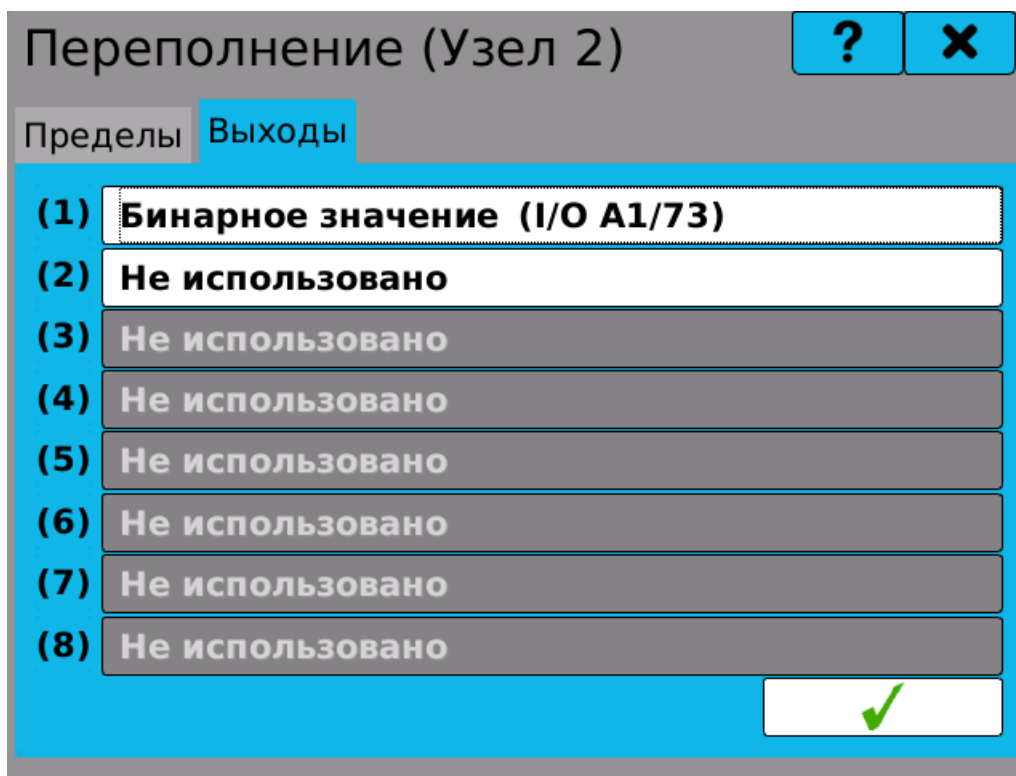 Переполнение (Узел 2)
?
Пределы Выходы
(1) Бинарное значение (I/O A1/73)
(2) Не использовано
(3) Не использовано
(4) Не использовано
(5) Не использовано
(6) Не использовано
(7) Не использовано
(8) Не использовано